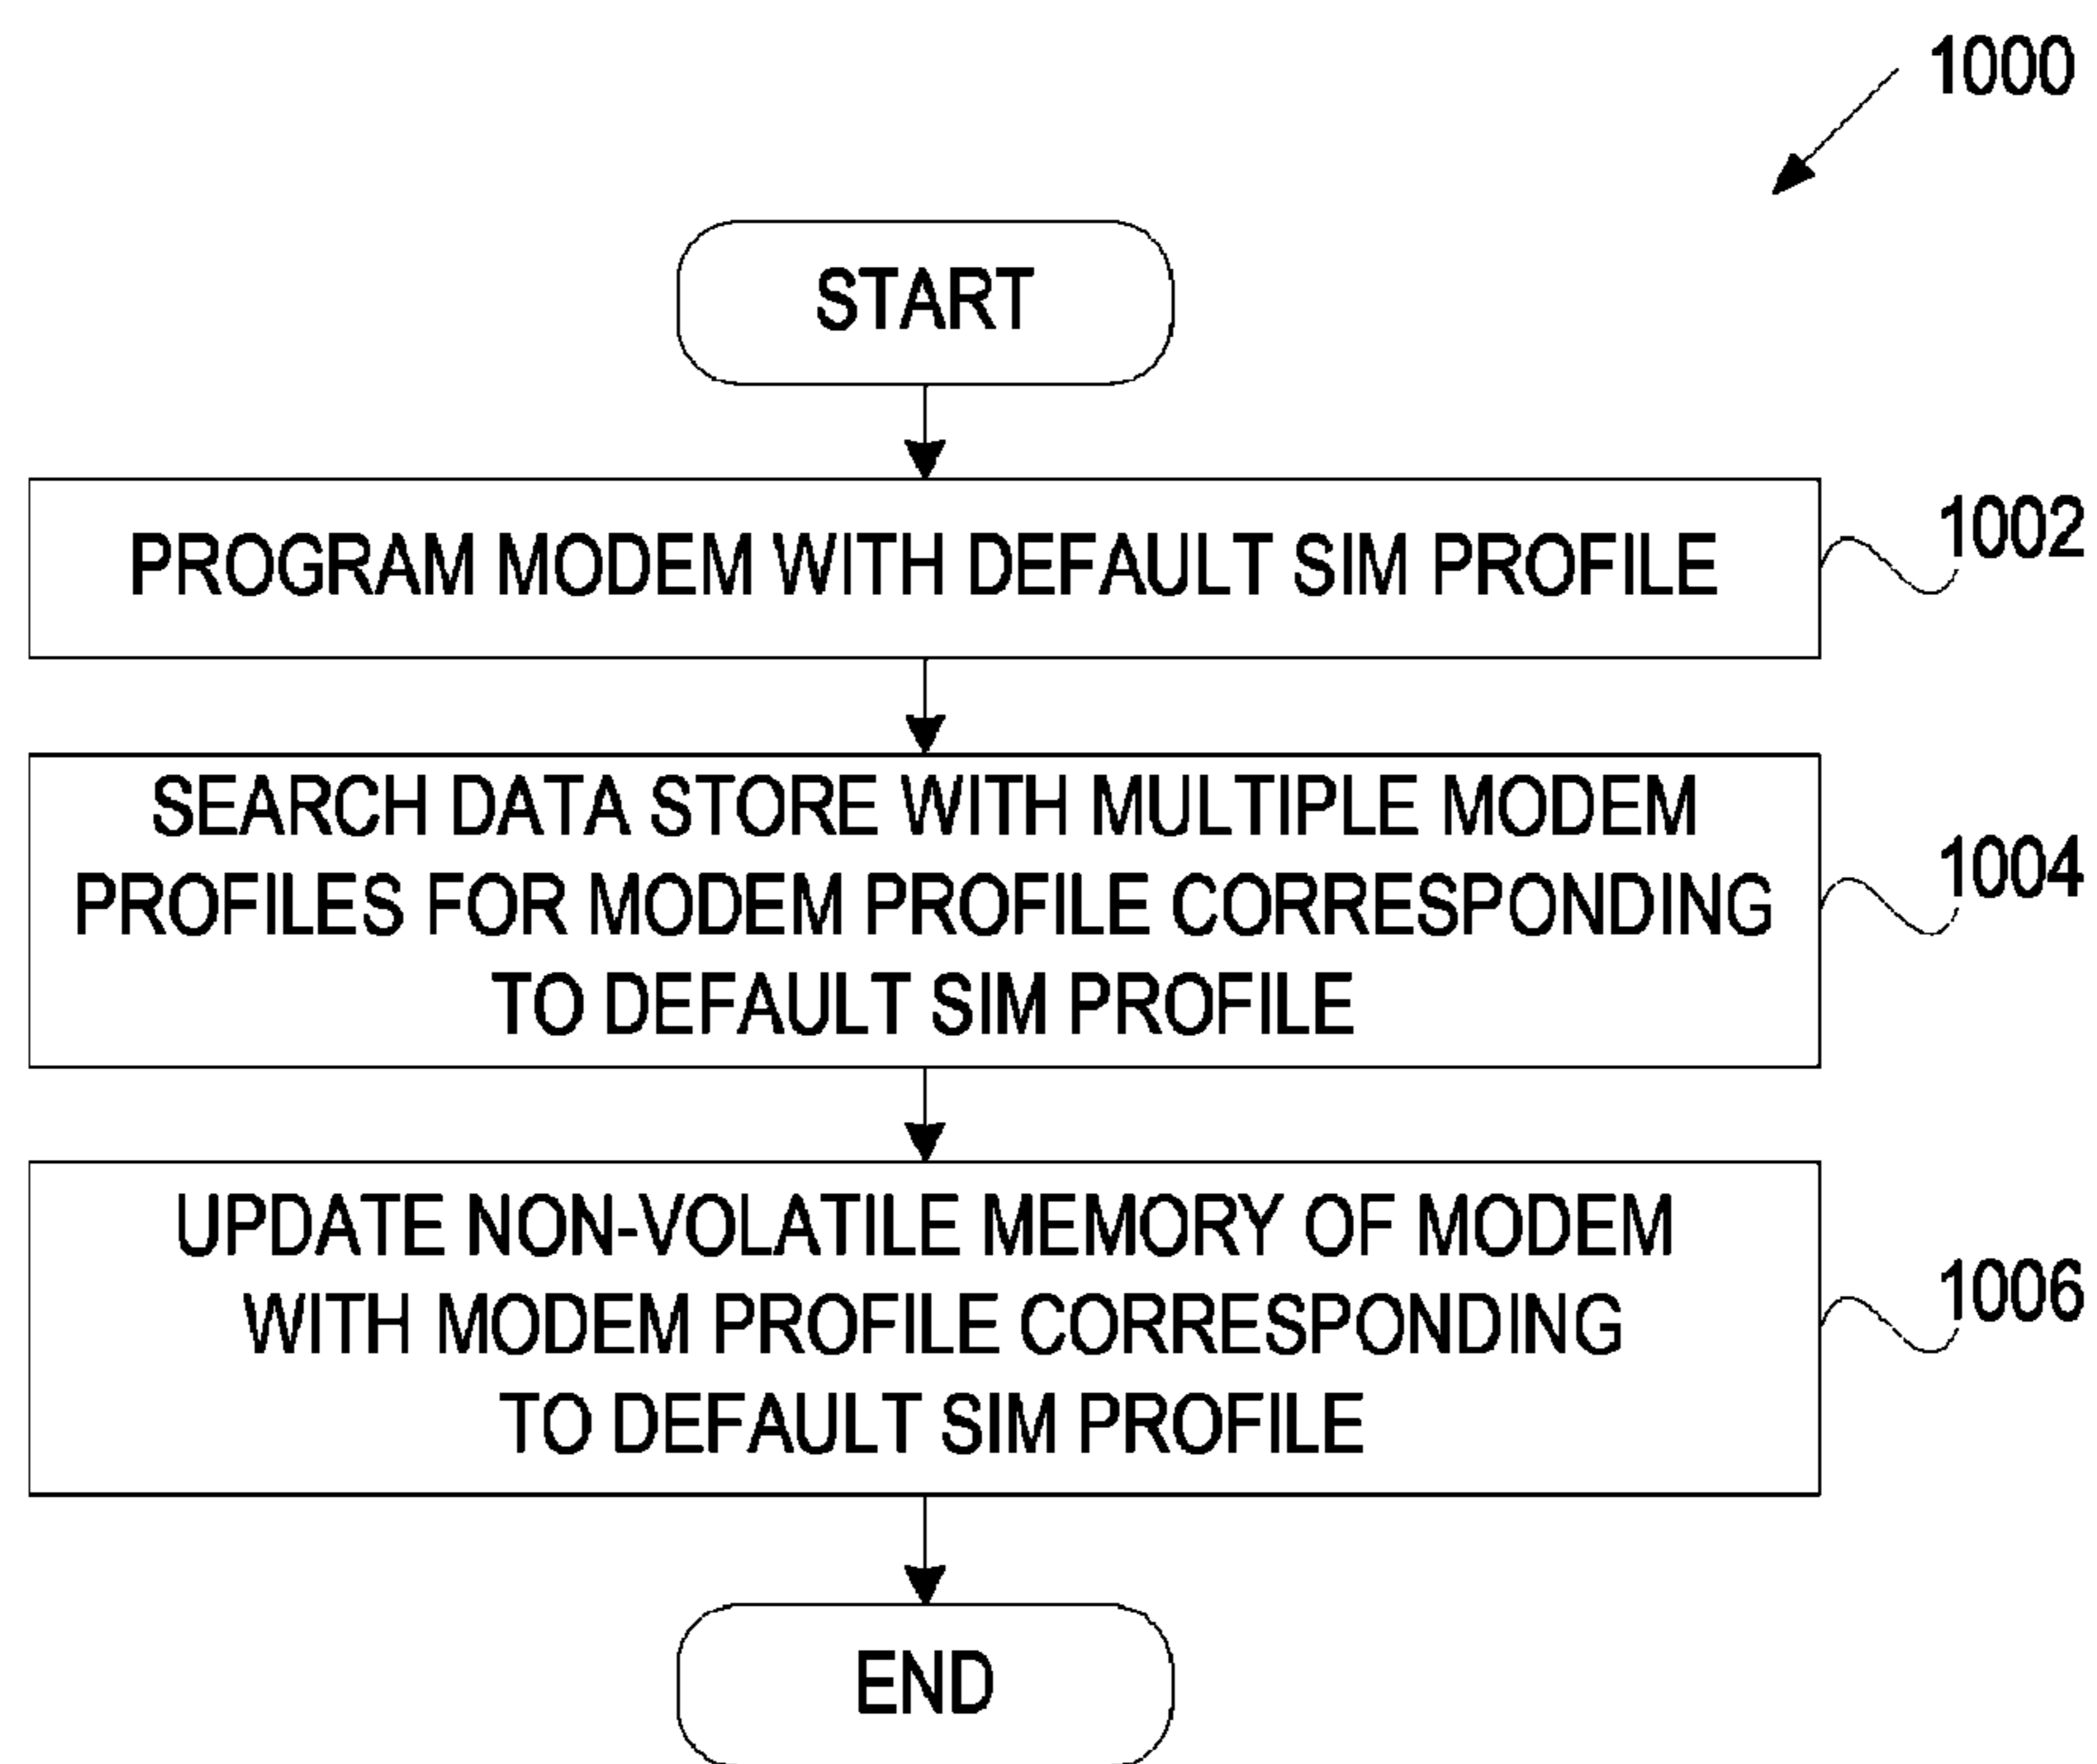 1000
START
PROGRAM MODEM WITH DEFAULT SIM PROFILE
1002
SEARCH DATA STORE WITH MULTIPLE MODEM
PROFILES FOR MODEM PROFILE CORRESPONDING
TO DEFAULT SIM PROFILE
1004
UPDATE NON-VOLATILE MEMORY OF MODEM
WITH MODEM PROFILE CORRESPONDING
TO DEFAULT SIM PROFILE
1006
END